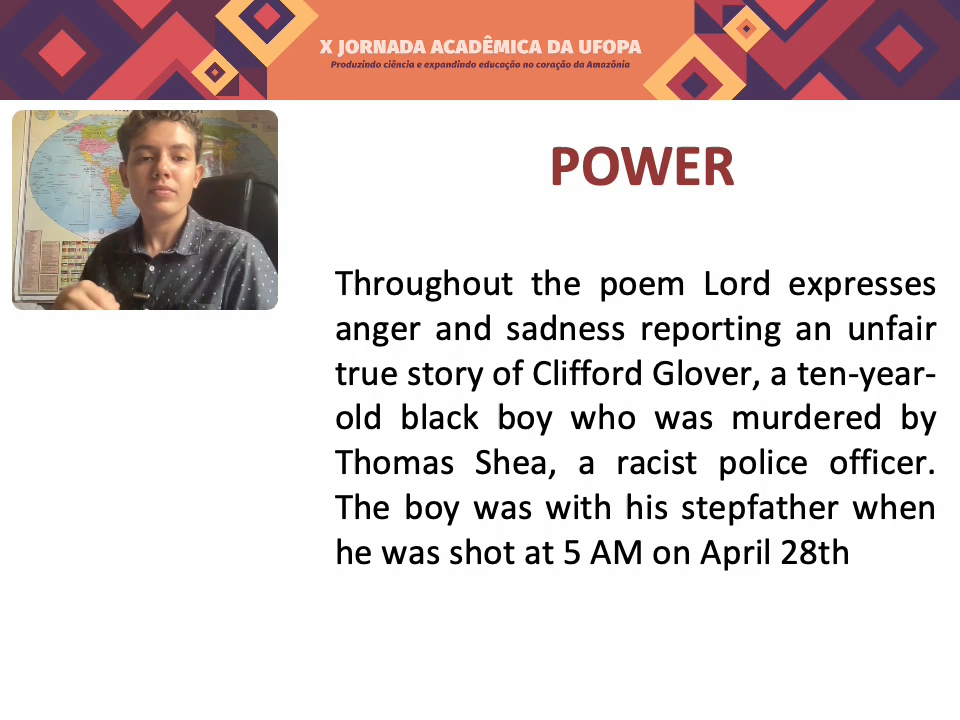 X JORNADA ACADÊMICA DA UFOPA
Produzindo ciência e expandindo educação no coração da Amazônia
POWER
Throughout the poem Lord expresses
anger and sadness reporting an unfair
true story of Clifford Glover, a ten-year-
old black boy who was murdered by
Thomas Shea, a racist police officer.
The boy was with his stepfather when
he was shot at 5 AM on April 28th